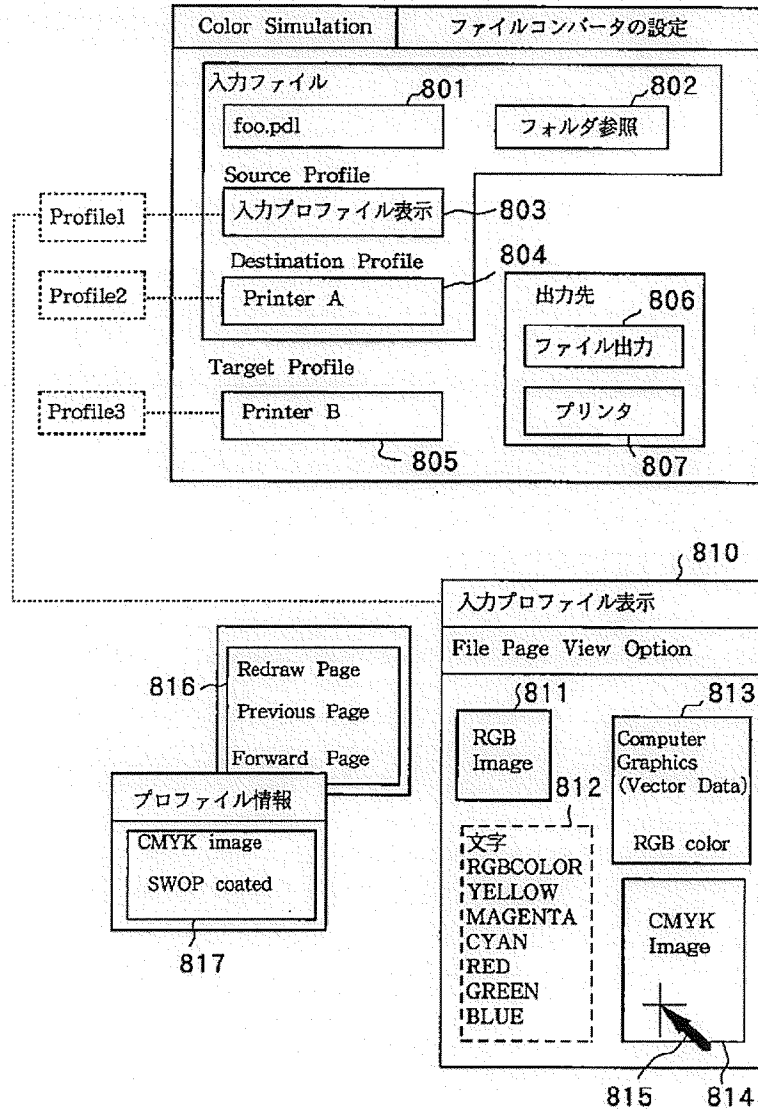 Color Simulation ファイルコンバータの設定
入力ファイル
801
802
foo.pdl
フォルダ参照
Source Profile
Profile1
入力プロファイル表示
803
Destination Profile
804
Profile2
Printer A
出力先
806
ファイル出力
Target Profile
Profile3
Printer B
プリンタ
805
807
810
入力プロファイル表示
File Page View Option
816
Redraw Page
Previous Page
Forward Page
811
813
RGB
Image
Computer
Graphics
(Vector Data)
RGB color
プロファイル情報
CMYK image
SWOP coated
817
812
文字
RGBCOLOR
YELLOW
MAGENTA
CYAN
RED
GREEN
BLUE
CMYK
Image
815
814